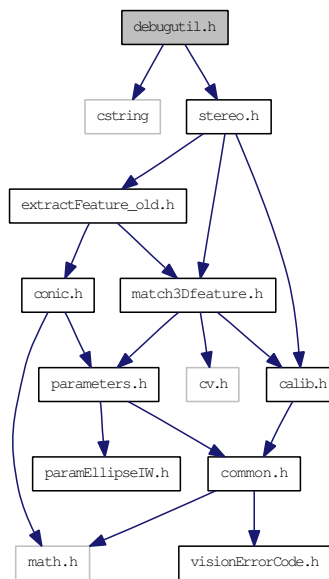 debugutil.h
cstring
stereo.h
extractFeature_old.h
conic.h
match3Dfeature.h
parameters.h
cv.h
calib.h
paramEllipseIW.h
common.h
math.h
visionErrorCode.h